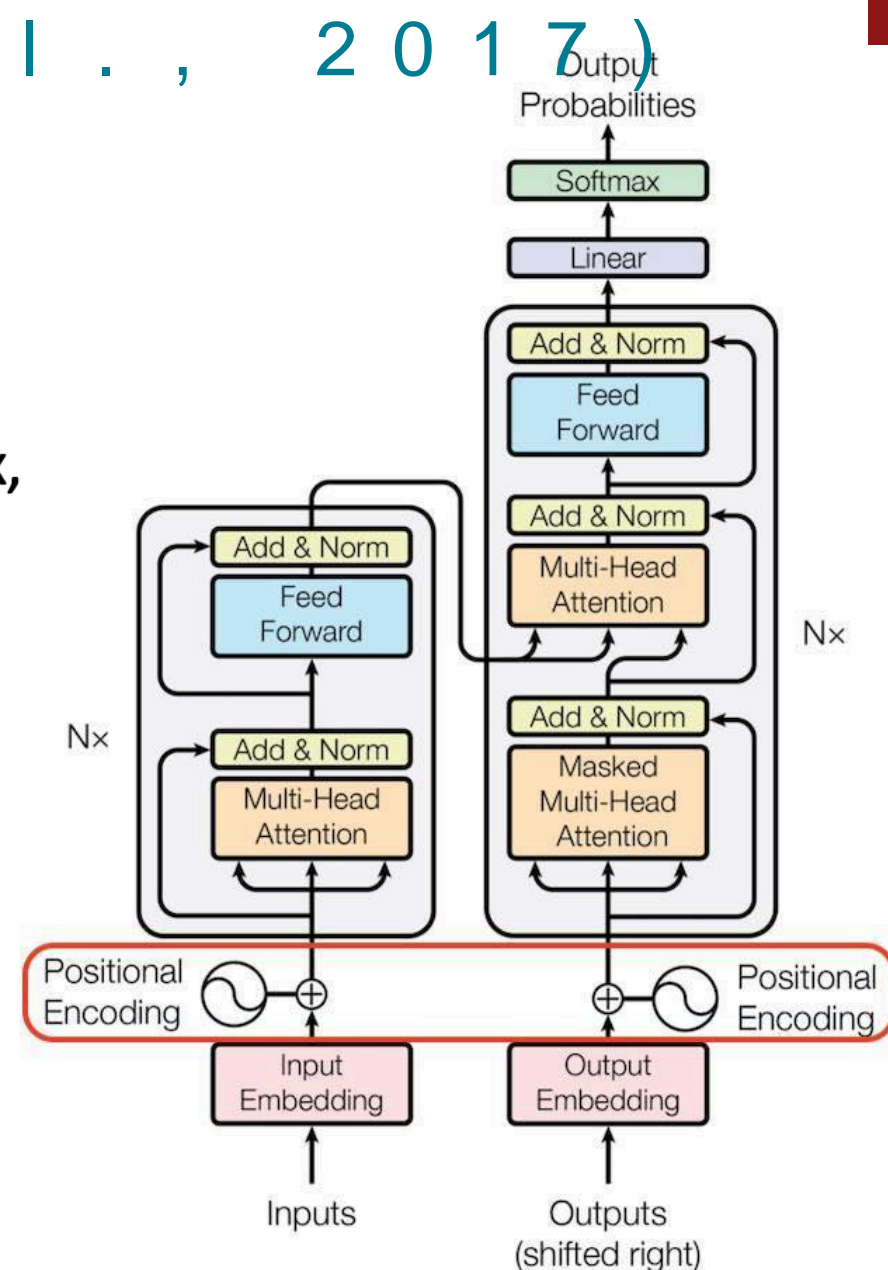 l . , 2 0 1 7 )
Output
Probabilities
Softmax
Linear
Add & Norm
Feed
Forward
Add & Norm
Multi-Head
Attention
Nx
Add & Norm
Masked
Multi-Head
Attention
x,
Add & Norm
Feed
Forward
Nx
Add & Norm
Multi-Head
Attention
Positional
Encoding
Positional
Encoding
Input
Embedding
Output
Embedding
Inputs
Outputs
(shifted right)